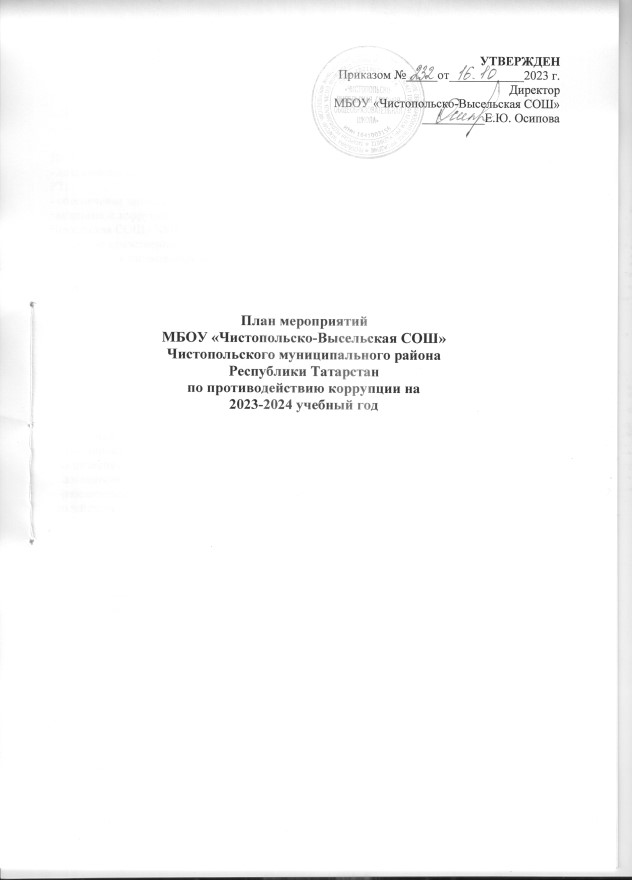 УТВЕРЖДЕН
Приказом № 232 от 16.10 2023 г.
Директор
МБОУ «Чистопольско-Высельская СОШ»
Е.Ю. Осипова
План мероприятий
МБОУ «Чистопольско-Высельская СОШ»
Чистопольского муниципального района
Республики Татарстан
по противодействию коррупции на
2023-2024 учебный год